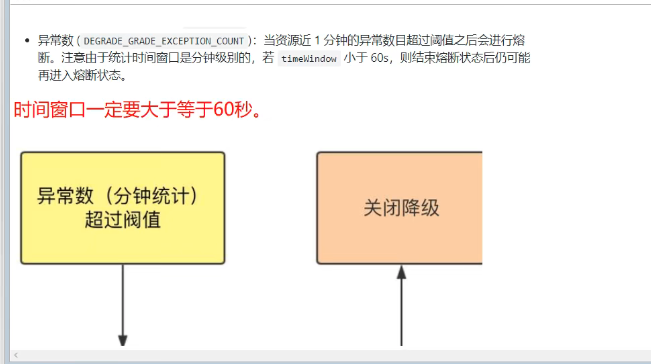 异常数 (DEGRADE_GRADE_EXCEPTION_COUNT)：当资源近 1 分钟的异常数目超过阈值之后会进行熔
断。注意由于统计时间窗口是分钟级别的，若 timeWindow 小于 60s，则结束熔断状态后仍可能
再进入熔断状态。
时间窗口一定要大于等于60秒。
异常数（分钟统计）
超过阀值
关闭降级